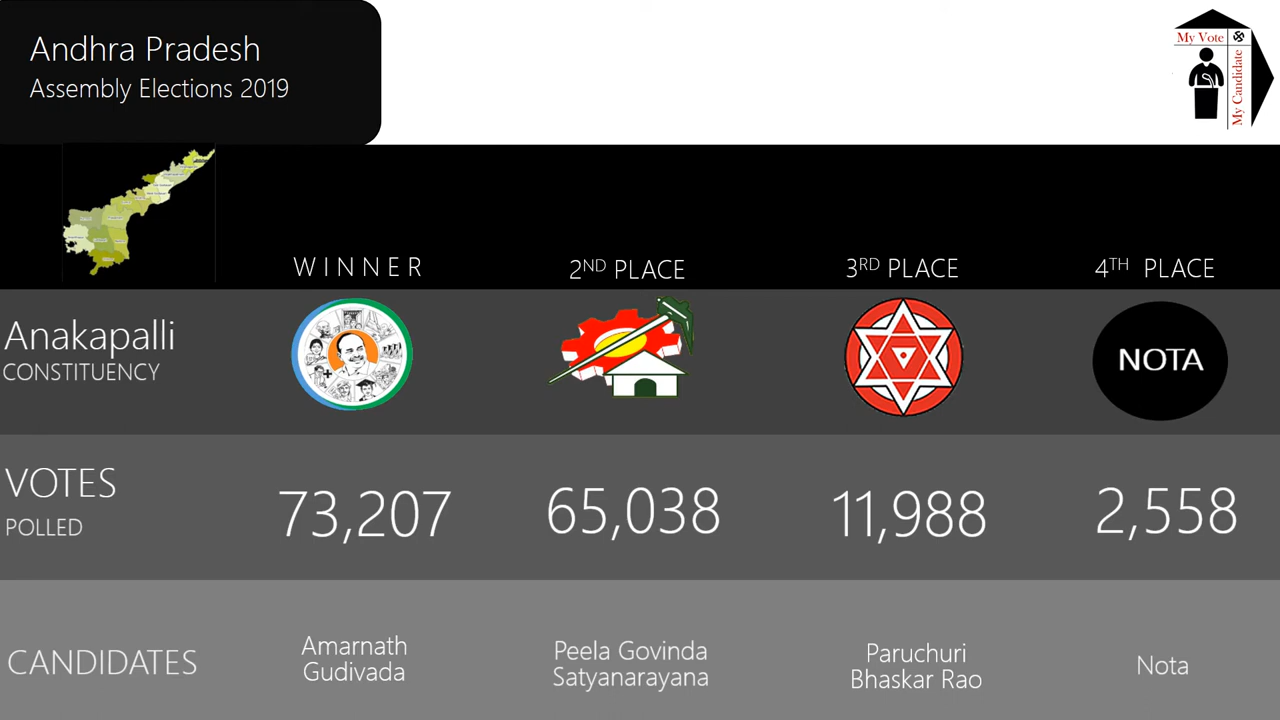 Andhra Pradesh
Assembly Elections 2019
My Vote
My Candidate
WINNER
2ND PLACE
3RD PLACE
4TH PLACE
Anakapalli
CONSTITUENCY
NOTA
VOTES
POLLED
73,207
65,038
11,988
2,558
CANDIDATES
Amarnath
Gudivada
Peela Govinda
Satyanarayana
Paruchuri
Bhaskar Rao
Nota